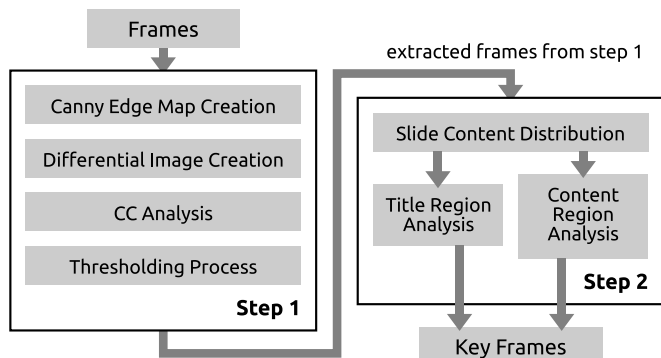 Frames
Canny Edge Map Creation
Differential Image Creation
CC Analysis
Thresholding Process
Step 1
extracted frames from step 1
Slide Content Distribution
Title Region
Analysis
Content
Region
Analysis
Step 2
Key Frames